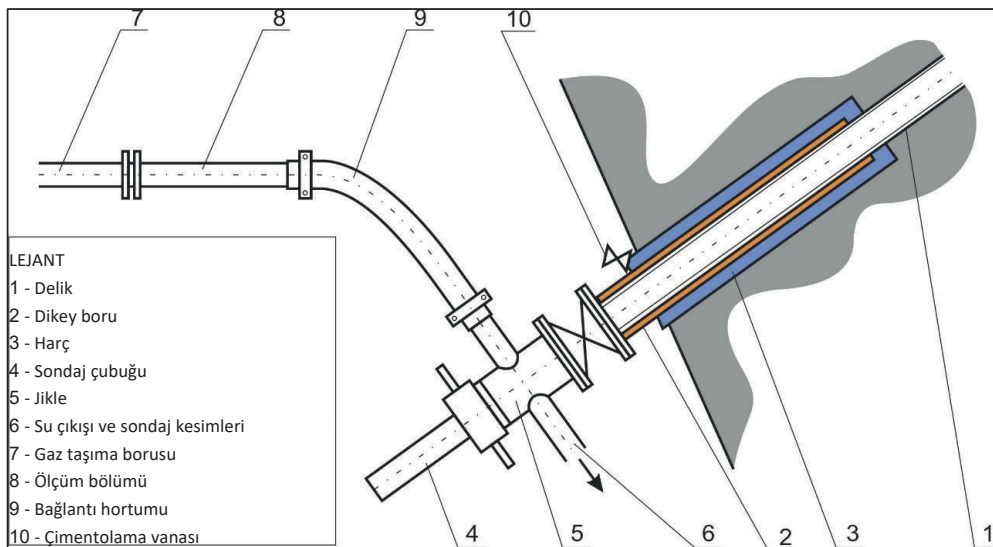 7 8 9 10
LEJANT
1 - Delik
2 - Dikey boru
3 - Harç
4 - Sondaj çubuğu
5 - Jikle
6 - Su çıkışı ve sondaj kesimleri
7 - Gaz taşıma borusu
8 - Ölçüm bölümü
9 - Bağlantı hortumu
10 - Çimentolama vanası
4 5 6 2 3 1